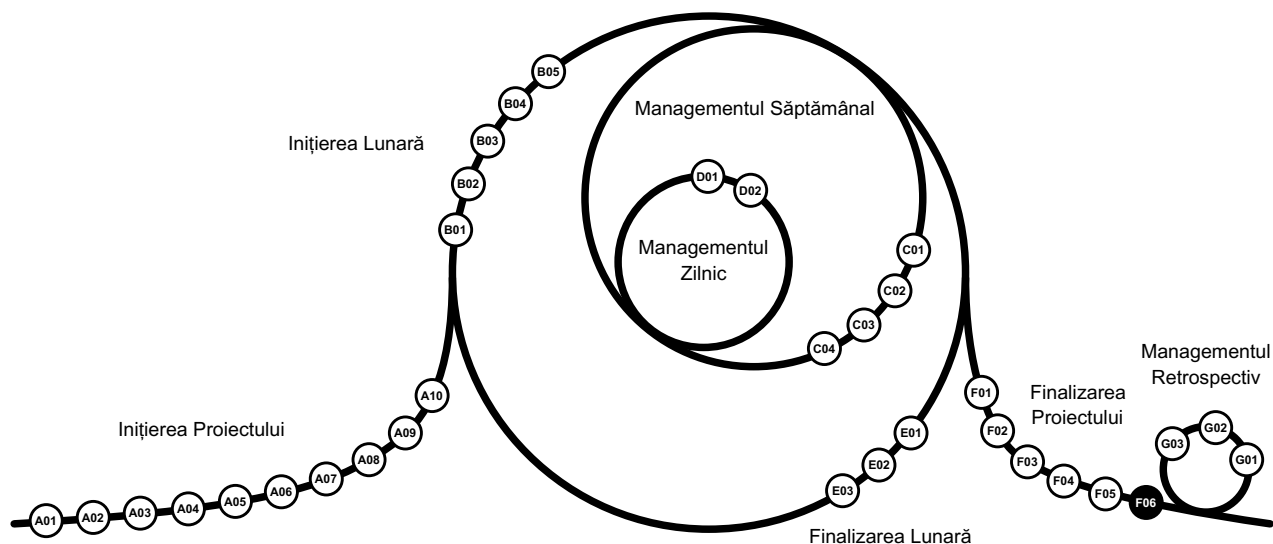 B05
B04
B03
B02
B01
Inițierea Lunară
Managementul Săptămânal
D01
D02
Managementul
Zilnic
C01
C02
C03
C04
A10
A09
A08
A07
A06
A05
A04
A03
A02
A01
Inițierea Proiectului
E01
E02
E03
Finalizarea Lunară
F01
F02
F03
F04
F05
F06
Finalizarea
Proiectului
Managementul
Retrospectiv
G03
G02
G01